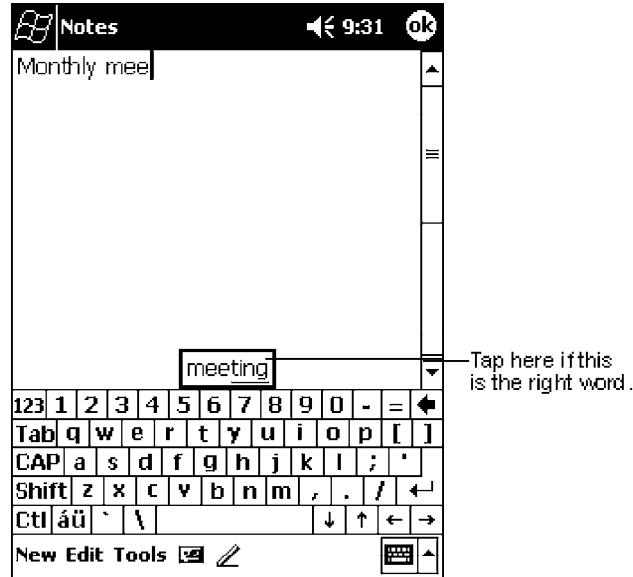 Notes 9:31 ok
Monthly mee
meeting
Tap here if this
is the right word.
123 1 2 3 4 5 6 7 8 9 0 - =
Tab q w e r t y u i o p [ ]
CAP a s d f g h j k l ; '
Shift z x c v b n m , . /
Ctl áü ` \ ↓ ↑ ← →
New Edit Tools